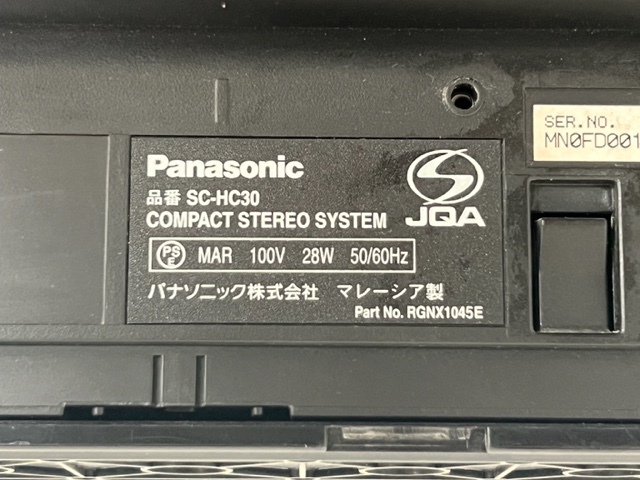 Panasonic
品番 SC-HC30
COMPACT STEREO SYSTEM
JQA
PSE MAR 100V 28W 50/60Hz
パナソニック株式会社 マレーシア製
Part No. RGNX1045E
SER.NO.
MN0FD001